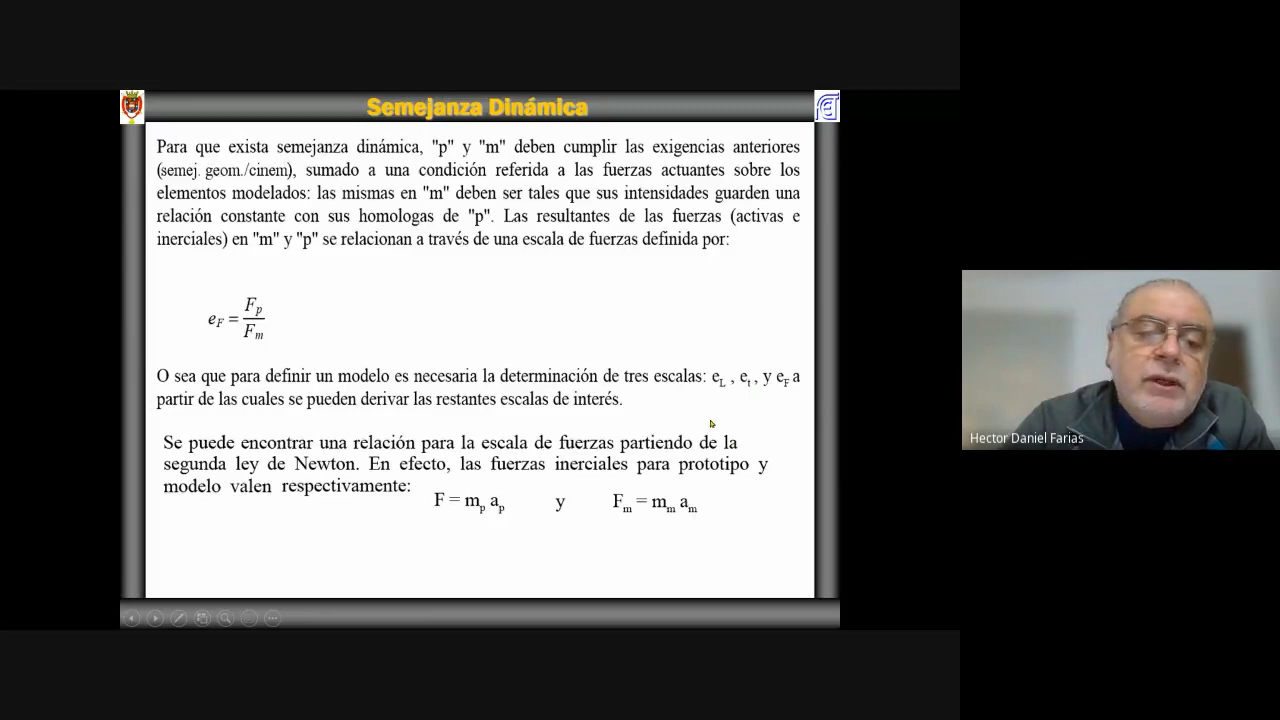 Semejanza Dinámica
Para que exista semejanza dinámica, "p" y "m" deben cumplir las exigencias anteriores
(semej. geom./cinem), sumado a una condición referida a las fuerzas actuantes sobre los
elementos modelados: las mismas en "m" deben ser tales que sus intensidades guarden una
relación constante con sus homologas de "p". Las resultantes de las fuerzas (activas e
inerciales) en "m" y "p" se relacionan a través de una escala de fuerzas definida por:
e_F = F_p / F_m
O sea que para definir un modelo es necesaria la determinación de tres escalas: e_L , e_t , y e_F a
partir de las cuales se pueden derivar las restantes escalas de interés.
Se puede encontrar una relación para la escala de fuerzas partiendo de la
segunda ley de Newton. En efecto, las fuerzas inerciales para prototipo y
modelo valen respectivamente:
F = m_p a_p y F_m = m_m a_m
Hector Daniel Farias